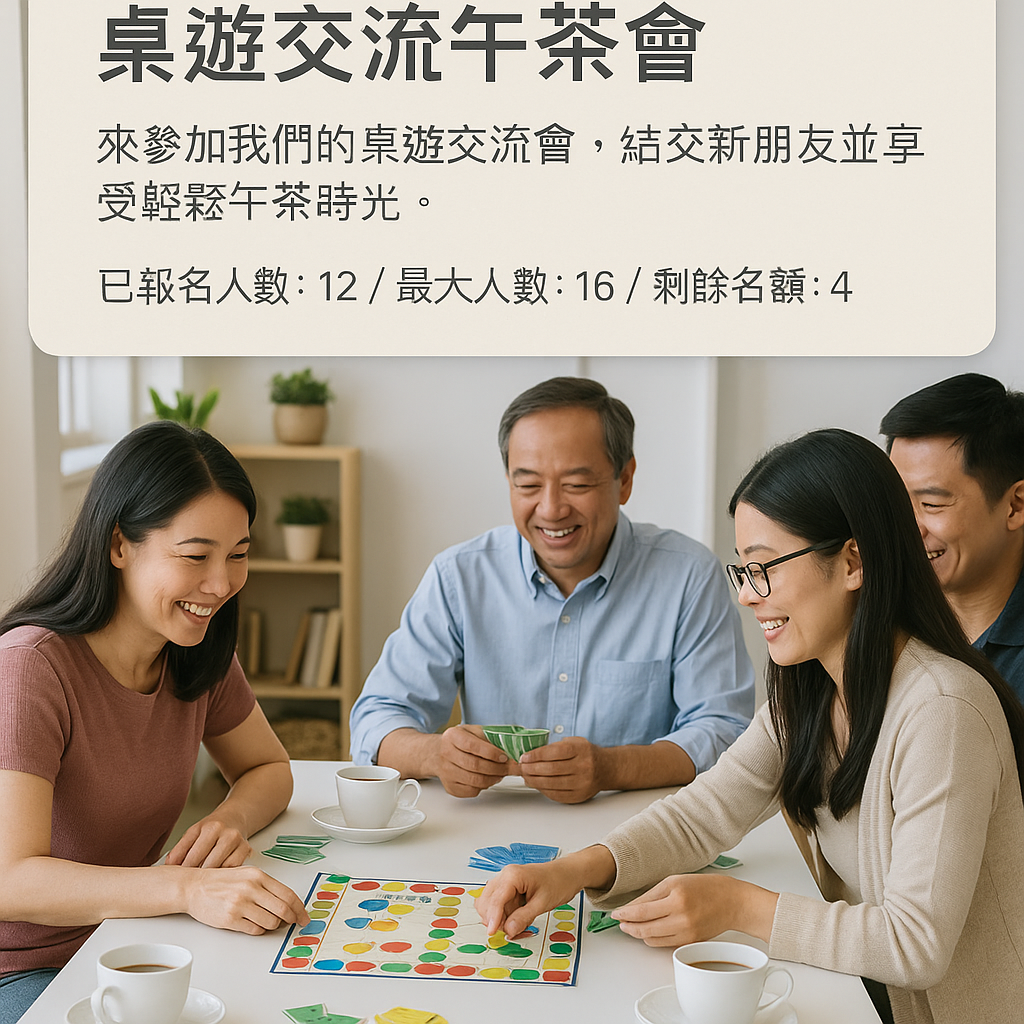 桌遊交流午茶會
來參加我們的桌遊交流會，結交新朋友並享
受輕鬆午茶時光。
已報名人數：12 / 最大人數：16 / 剩餘名額：4